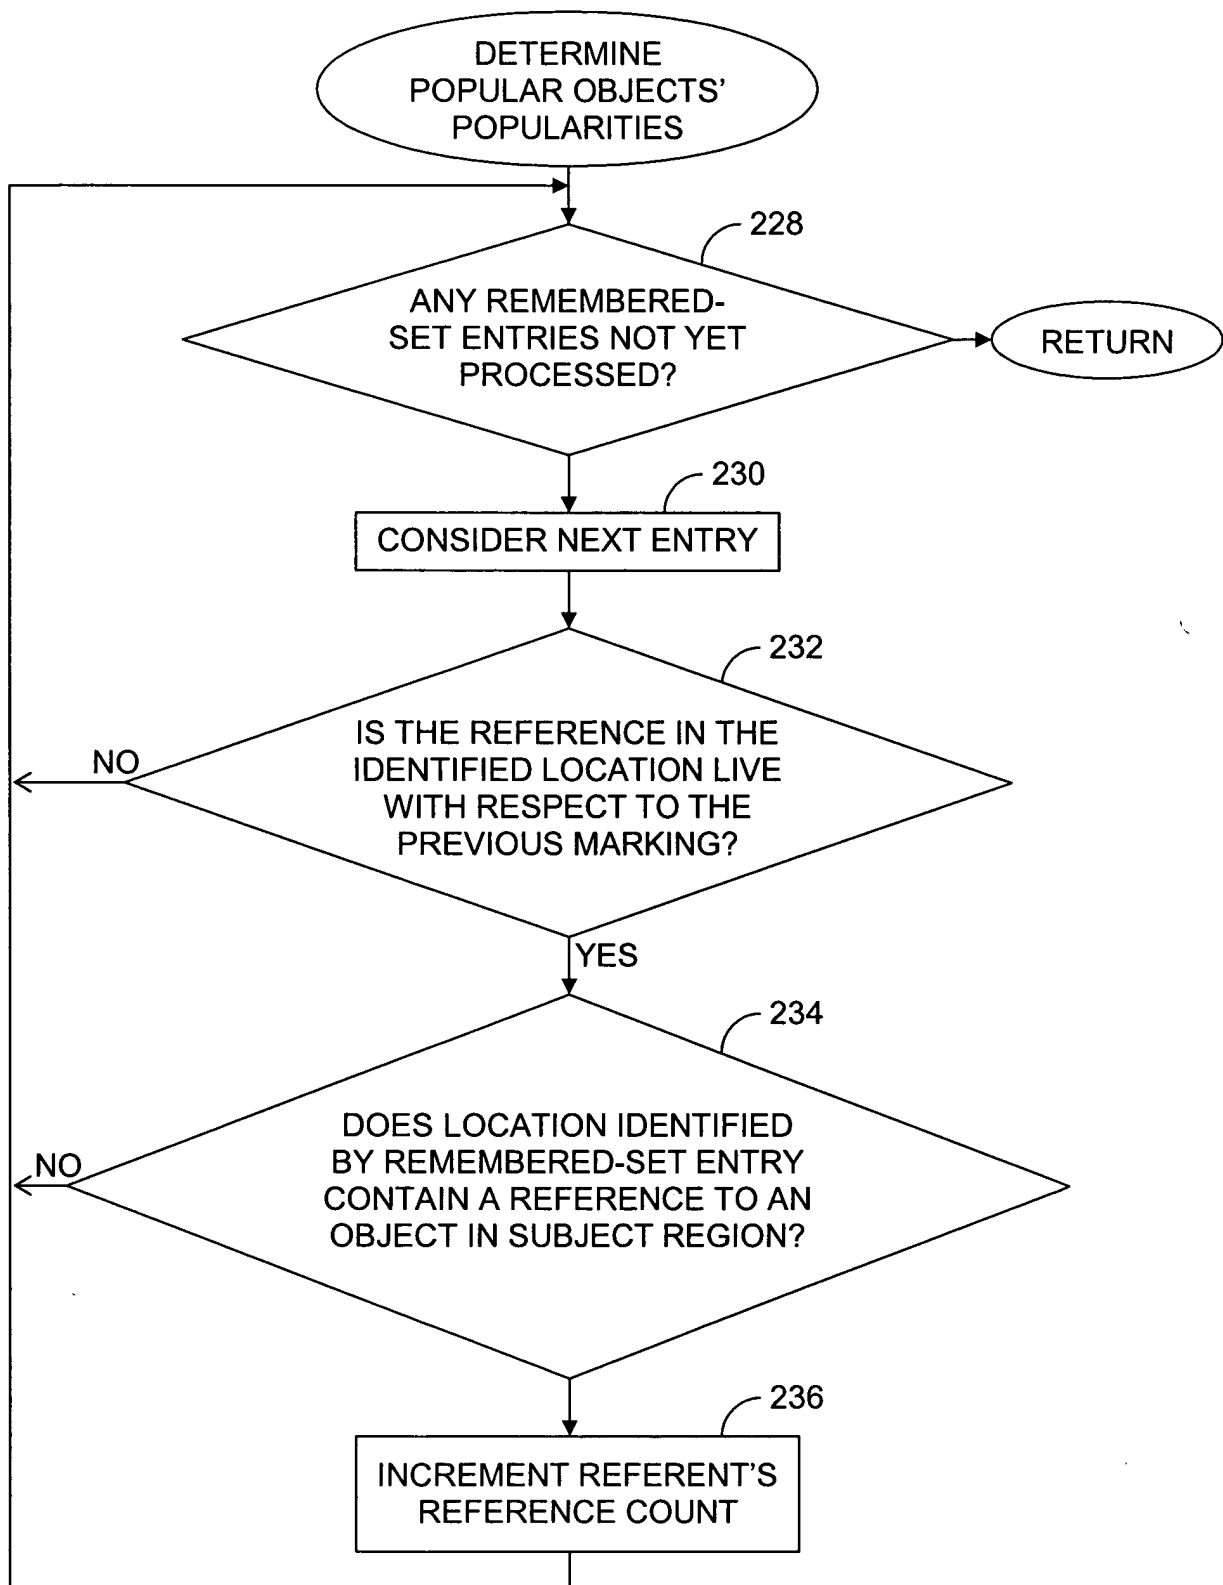 DETERMINE
POPULAR OBJECTS'
POPULARITIES
228
ANY REMEMBERED-
SET ENTRIES NOT YET
PROCESSED?
RETURN
230
CONSIDER NEXT ENTRY
232
IS THE REFERENCE IN THE
IDENTIFIED LOCATION LIVE
WITH RESPECT TO THE
PREVIOUS MARKING?
NO
YES
234
DOES LOCATION IDENTIFIED
BY REMEMBERED-SET ENTRY
CONTAIN A REFERENCE TO AN
OBJECT IN SUBJECT REGION?
NO
236
INCREMENT REFERENT'S
REFERENCE COUNT